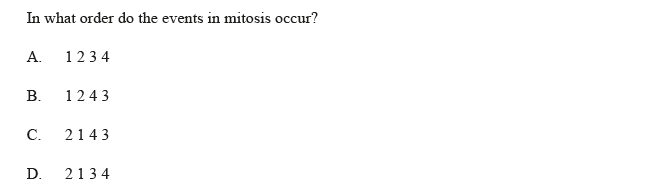 In what order do the events in mitosis occur?
A. 1 2 3 4
B. 1 2 4 3
C. 2 1 4 3
D. 2 1 3 4